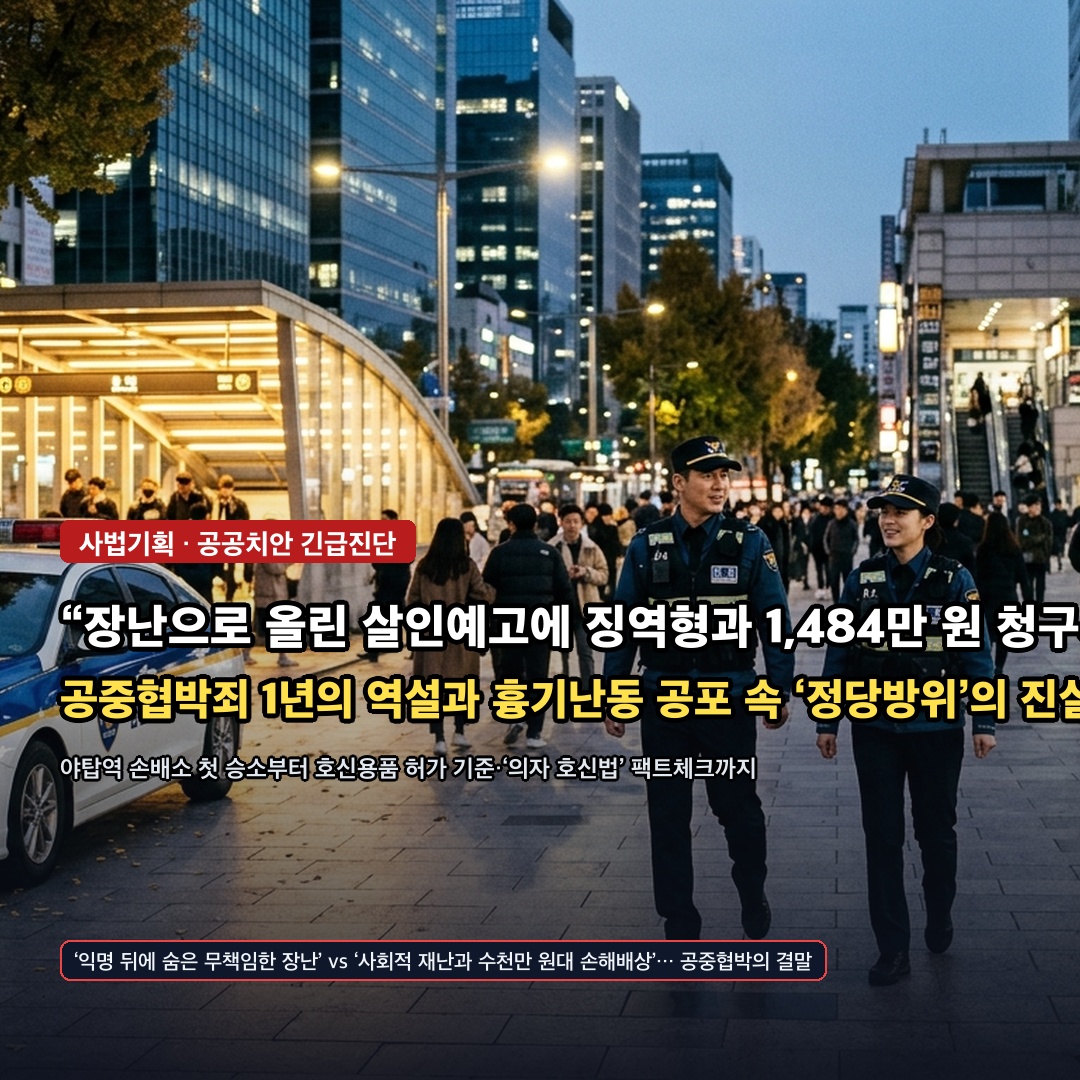 사법기획 · 공공치안 긴급진단
“장난으로 올린 살인예고에 징역형과 1,484만 원 청구
공중협박죄 1년의 역설과 흉기난동 공포 속 ‘정당방위’의 진실
야탑역 손배소 첫 승소부터 호신용품 허가 기준·‘의자 호신법’ 팩트체크까지
‘익명 뒤에 숨은 무책임한 장난’ vs ‘사회적 재난과 수천만 원대 손해배상’… 공중협박의 결말